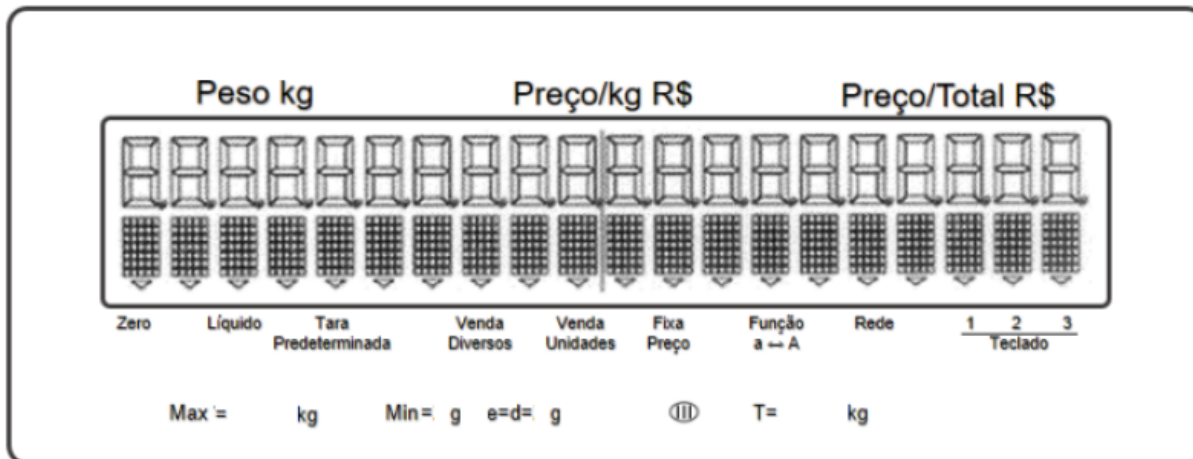 Peso kg Preço/kg R$ Preço/Total R$
Zero Líquido Tara Predeterminada Venda Diversos Venda Unidades Fixa Preço Função a ↔ A Rede 1 2 3 Teclado
Max = kg Min= g e=d= g III T= kg